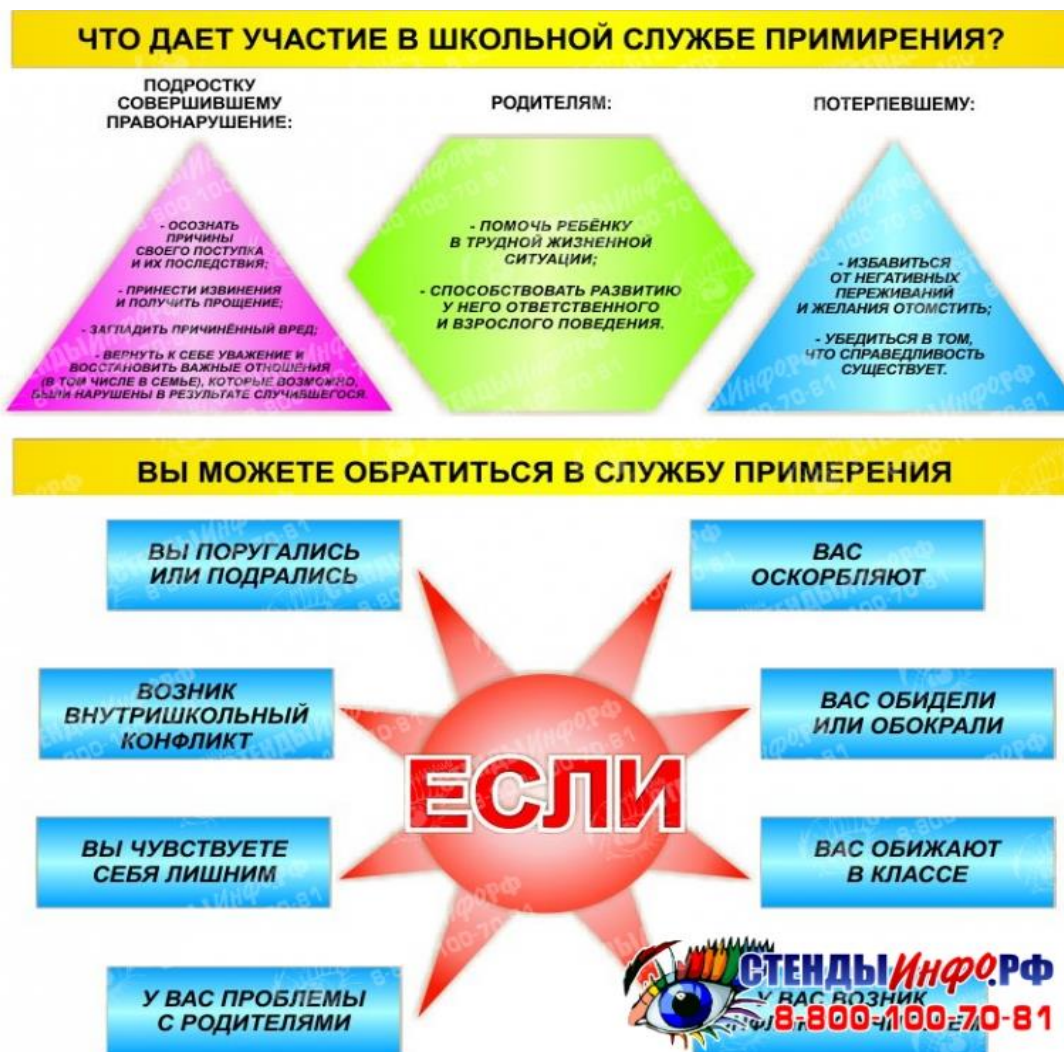 ЧТО ДАЕТ УЧАСТИЕ В ШКОЛЬНОЙ СЛУЖБЕ ПРИМИРЕНИЯ?
ПОДРОСТКУ
СОВЕРШИВШЕМУ
ПРАВОНАРУШЕНИЕ:
- ОСОЗНАТЬ
ПРИЧИНЫ
СВОЕГО ПОСТУПКА
И ИХ ПОСЛЕДСТВИЯ;
- ПРИНЕСТИ ИЗВИНЕНИЯ
И ПОЛУЧИТЬ ПРОЩЕНИЕ;
- ЗАГЛАДИТЬ ПРИЧИНЁННЫЙ ВРЕД;
- ВЕРНУТЬ К СЕБЕ УВАЖЕНИЕ И
ВОССТАНОВИТЬ ВАЖНЫЕ ОТНОШЕНИЯ
(В ТОМ ЧИСЛЕ В СЕМЬЕ), КОТОРЫЕ ВОЗМОЖНО,
БЫЛИ НАРУШЕНЫ В РЕЗУЛЬТАТЕ СЛУЧИВШЕГОСЯ.
РОДИТЕЛЯМ:
- ПОМОЧЬ РЕБЁНКУ
В ТРУДНОЙ ЖИЗНЕННОЙ
СИТУАЦИИ;
- СПОСОБСТВОВАТЬ РАЗВИТИЮ
У НЕГО ОТВЕТСТВЕННОГО
И ВЗРОСЛОГО ПОВЕДЕНИЯ.
ПОТЕРПЕВШЕМУ:
- ИЗБАВИТЬСЯ
ОТ НЕГАТИВНЫХ
ПЕРЕЖИВАНИЙ
И ЖЕЛАНИЯ ОТОМСТИТЬ;
- УБЕДИТЬСЯ В ТОМ,
ЧТО СПРАВЕДЛИВОСТЬ
СУЩЕСТВУЕТ.
ВЫ МОЖЕТЕ ОБРАТИТЬСЯ В СЛУЖБУ ПРИМЕРЕНИЯ
ЕСЛИ
ВЫ ПОРУГАЛИСЬ
ИЛИ ПОДРАЛИСЬ
ВОЗНИК
ВНУТРИШКОЛЬНЫЙ
КОНФЛИКТ
ВЫ ЧУВСТВУЕТЕ
СЕБЯ ЛИШНИМ
У ВАС ПРОБЛЕМЫ
С РОДИТЕЛЯМИ
ВАС
ОСКОРБЛЯЮТ
ВАС ОБИДЕЛИ
ИЛИ ОБОКРАЛИ
ВАС ОБИЖАЮТ
В КЛАССЕ
У ВАС ВОЗНИК
СТЕНДЫИнфо.РФ
8-800-100-70-81